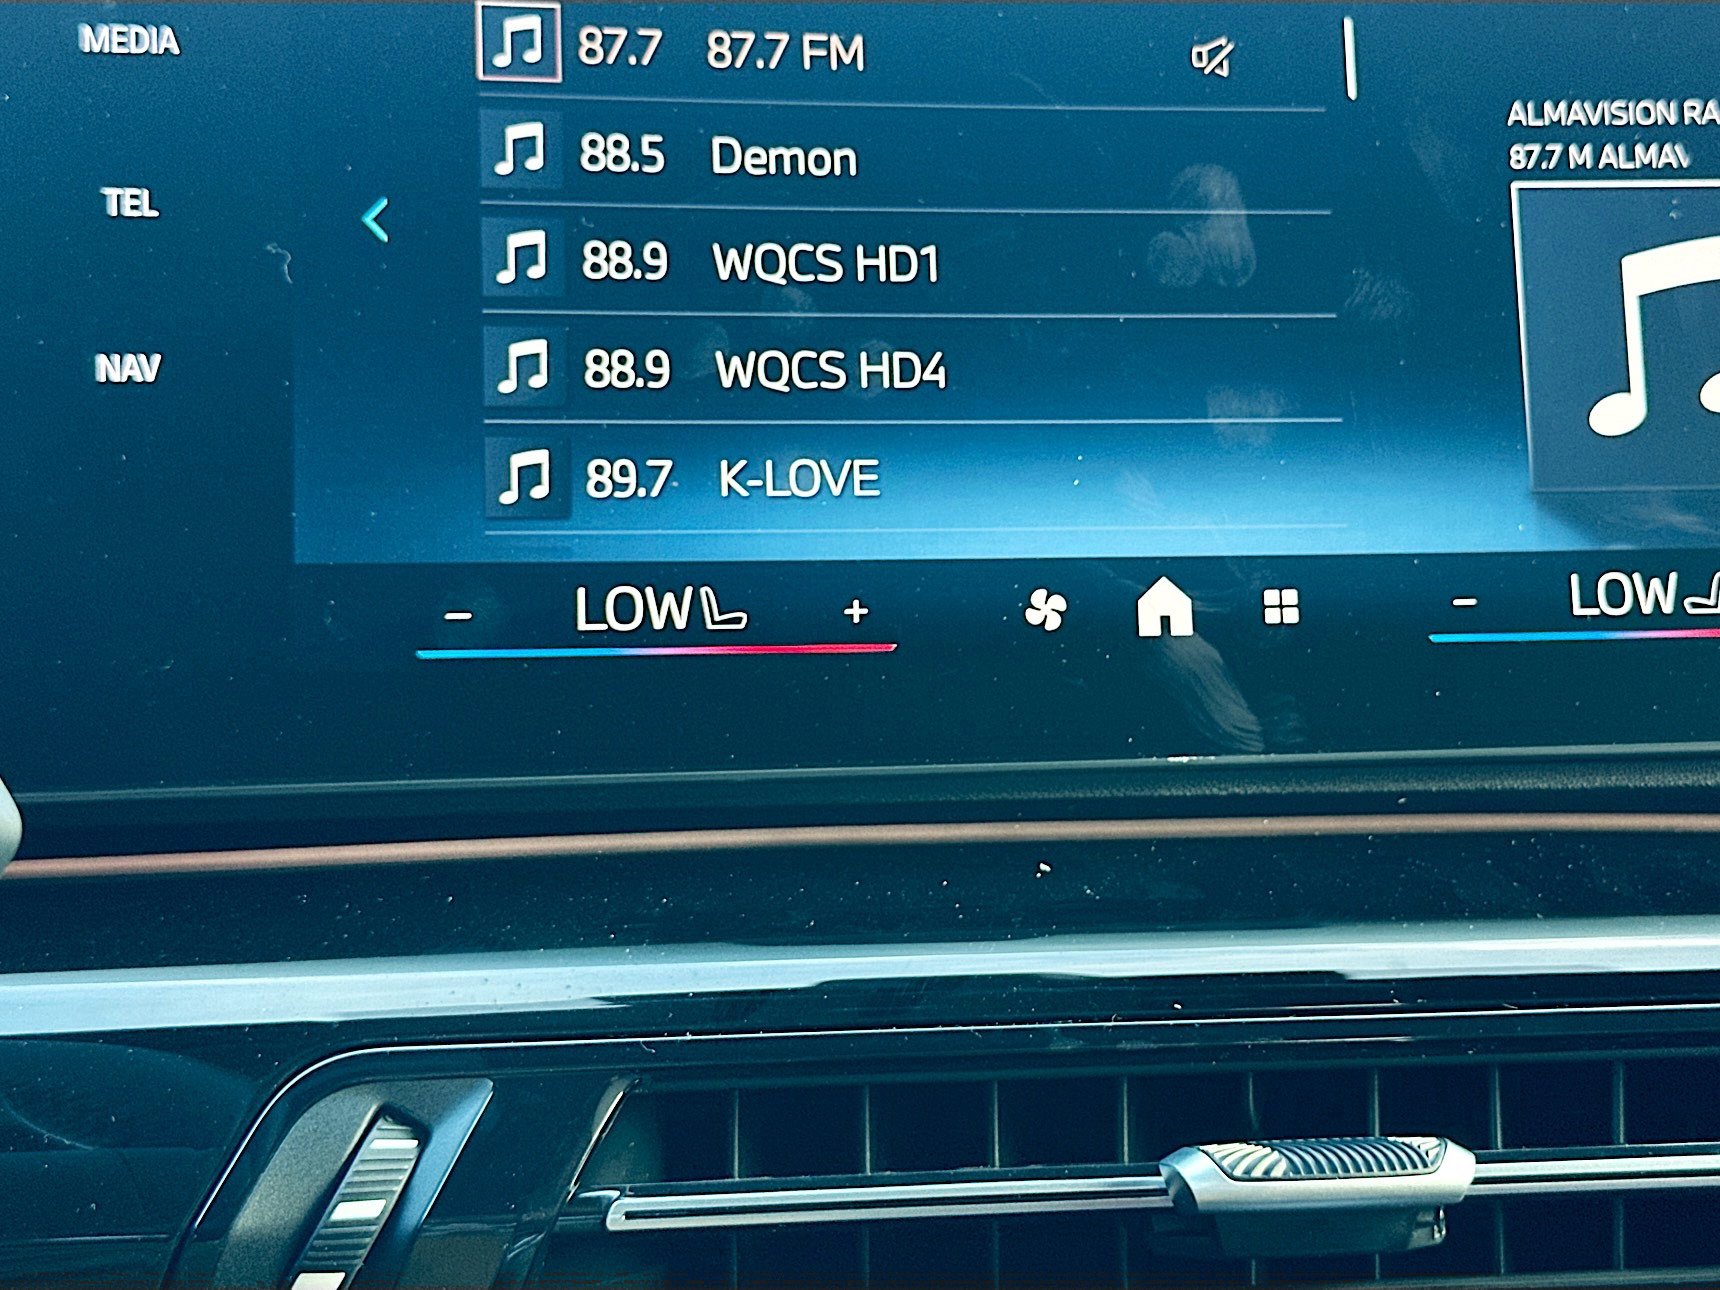 MEDIA
TEL
NAV
87.7 87.7 FM
88.5 Demon
88.9 WQCS HD1
88.9 WQCS HD4
89.7 K-LOVE
ALMAVISION RA
87.7 M ALMAV
− LOW +
− LOW